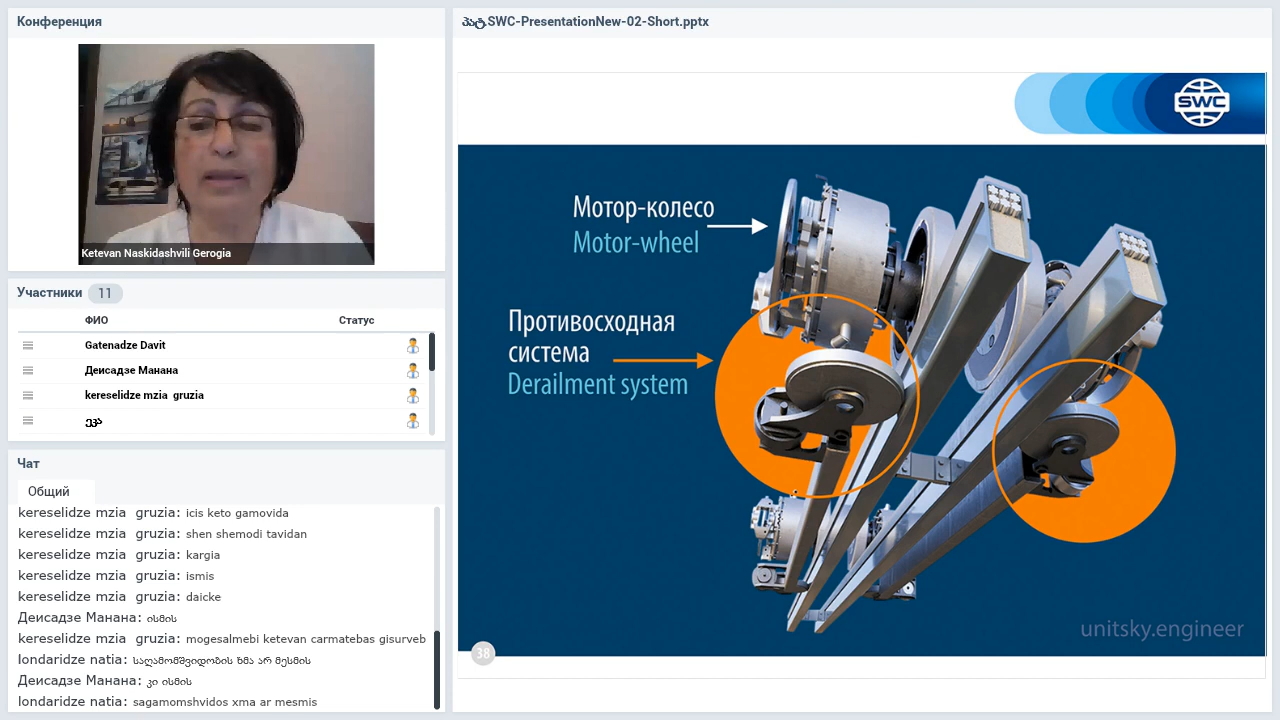 Конференция
Ketevan Naskidashvili Gerogia
Участники 11
ФИО Статус
Gatenadze Davit
Деисадзе Манана
kereselidze mzia gruzia
ევა
Чат
Общий
kereselidze mzia gruzia: icis keto gamovida
kereselidze mzia gruzia: shen shemodi tavidan
kereselidze mzia gruzia: kargia
kereselidze mzia gruzia: ismis
kereselidze mzia gruzia: daicke
Деисадзе Манана: ისმის
kereselidze mzia gruzia: mogesalmebi ketevan carmatebas gisurveb
londaridze natia: საღამომშვიდობის ხმა არ მესმის
Деисадзе Манана: კი ისმის
londaridze natia: sagamomshvidos xma ar mesmis
პატ.SWC-PresentationNew-02-Short.pptx
SWC
Мотор-колесо
Motor-wheel
Противосходная
система
Derailment system
unitsky.engineer
38